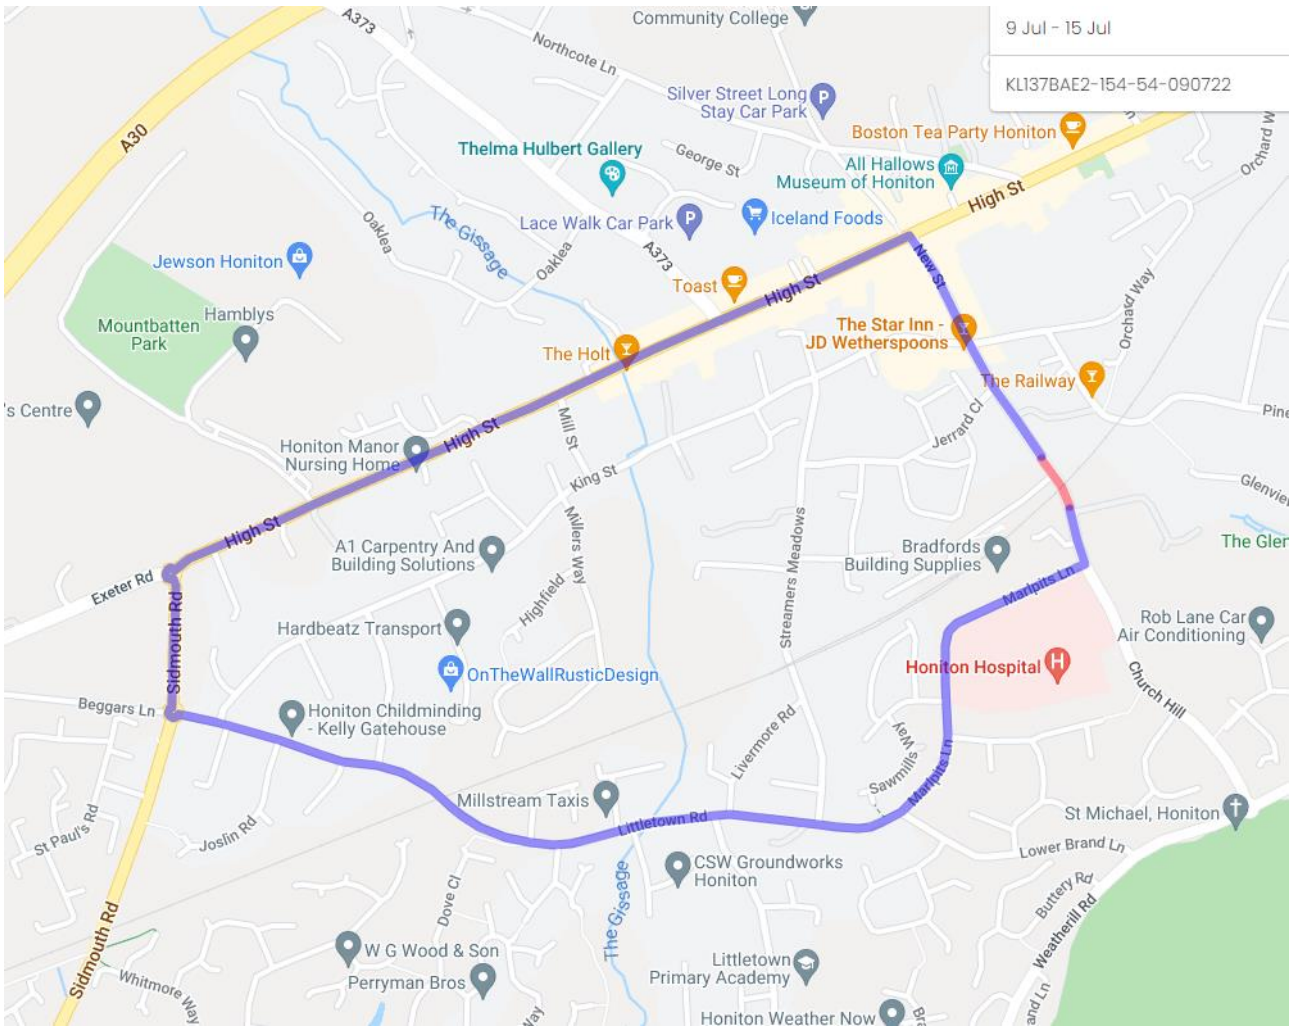 A373
Community College
9 Jul - 15 Jul
KL137BAE2-154-54-090722
Northcote Ln
A30
Silver Street Long
Stay Car Park
Boston Tea Party Honiton
Thelma Hulbert Gallery
George St
All Hallows
Museum of Honiton
High St
Orchard W
Oaklea
The Gissage
Lace Walk Car Park
Iceland Foods
Jewson Honiton
Oaklea
A373
New St
Toast
High St
Orchard Way
Hamblys
Mountbatten
Park
The Holt
The Star Inn -
JD Wetherspoons
The Railway
's Centre
Honiton Manor
Nursing Home
High St
Mill St
Jerrard Cl
Pine
King St
Glenview
High St
A1 Carpentry And
Building Solutions
Millers Way
Streamers Meadows
Bradfords
Building Supplies
The Glen
Exeter Rd
Highfield
Marlpits Ln
Sidmouth Rd
Hardbeatz Transport
Rob Lane Car
Air Conditioning
OnTheWallRusticDesign
Honiton Hospital
Church Hill
Beggars Ln
Honiton Childminding
- Kelly Gatehouse
Livermore Rd
Sawmills Way
Marlpits Ln
Millstream Taxis
Littletown Rd
St Michael, Honiton
St Paul's Rd
Joslin Rd
Lower Brand Ln
CSW Groundworks
Honiton
Dove Cl
The Gissage
Buttery Rd
Weatherill Rd
Sidmouth Rd
W G Wood & Son
Perryman Bros
Littletown
Primary Academy
Whitmore Way
Way
Honiton Weather Now
Bra
and Ln